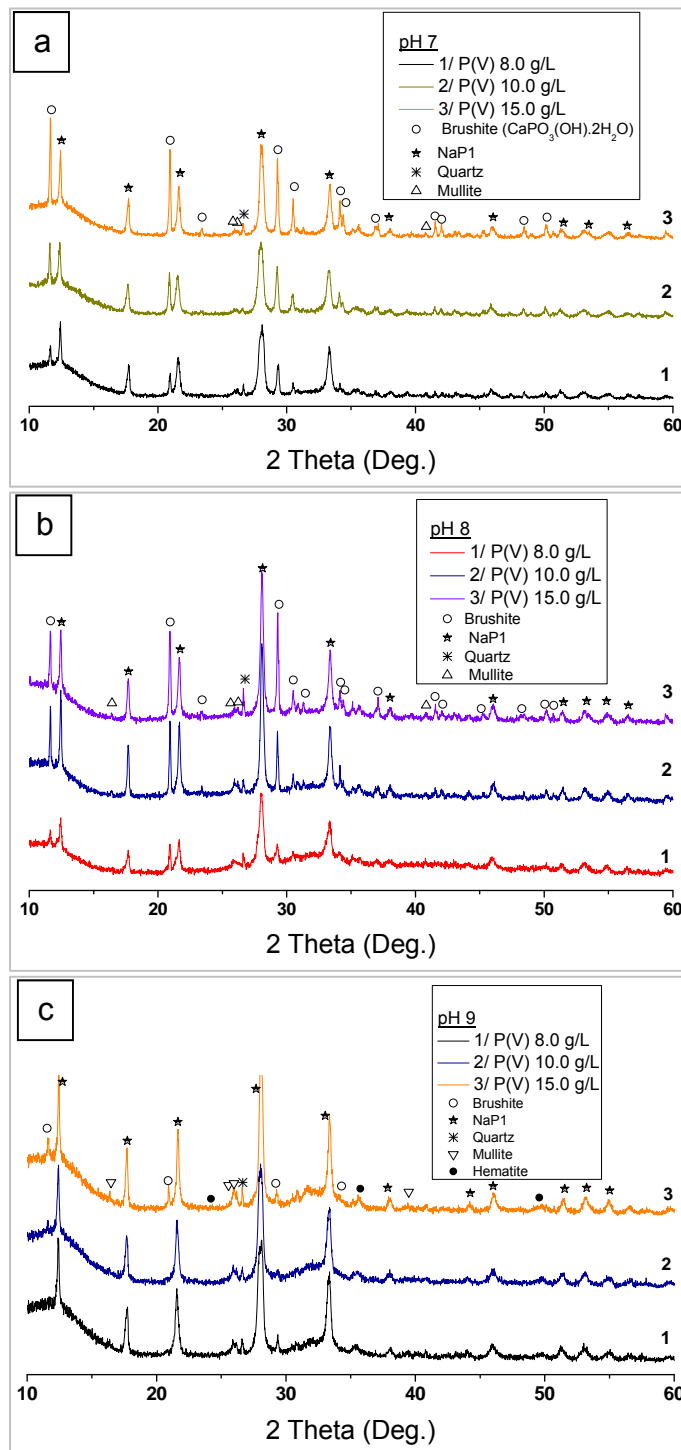 a
pH 7
1/ P(V) 8.0 g/L
2/ P(V) 10.0 g/L
3/ P(V) 15.0 g/L
Brushite (CaPO3(OH).2H2O)
NaP1
Quartz
Mullite
3
2
1
10 20 30 40 50 60
2 Theta (Deg.)
b
pH 8
1/ P(V) 8.0 g/L
2/ P(V) 10.0 g/L
3/ P(V) 15.0 g/L
Brushite
NaP1
Quartz
Mullite
3
2
1
10 20 30 40 50 60
2 Theta (Deg.)
c
pH 9
1/ P(V) 8.0 g/L
2/ P(V) 10.0 g/L
3/ P(V) 15.0 g/L
Brushite
NaP1
Quartz
Mullite
Hematite
3
2
1
10 20 30 40 50 60
2 Theta (Deg.)